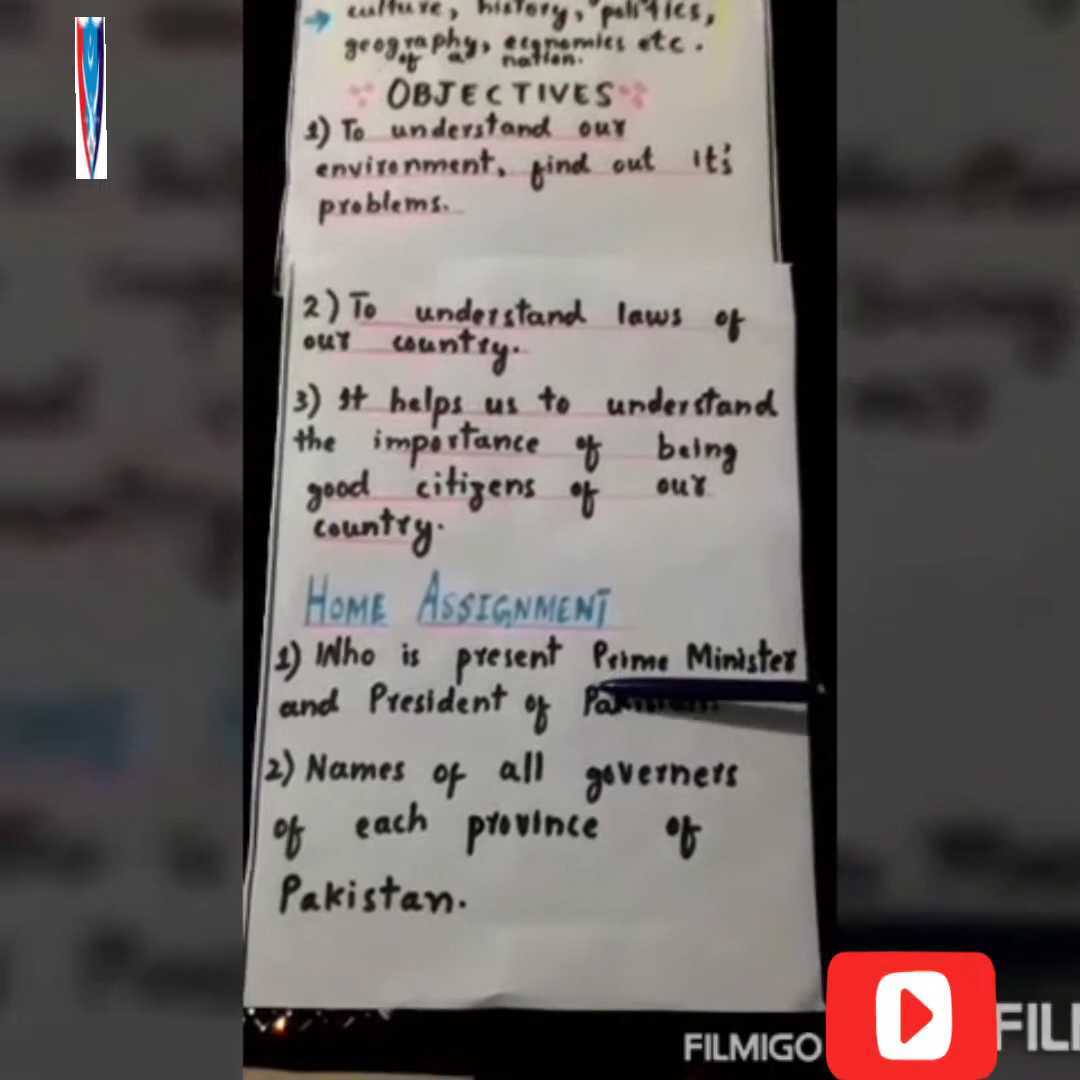 culture, history, politics,
geography, economics etc.
of a nation.
OBJECTIVES
1) To understand our
environment, find out it's
problems.
2) To understand laws of
our country.
3) It helps us to understand
the importance of being
good citizens of our
country.
HOME ASSIGNMENT
1) Who is present Prime Minister
and President of Pakistan.
2) Names of all governers
of each province of
Pakistan.
FILMIGO
FIL